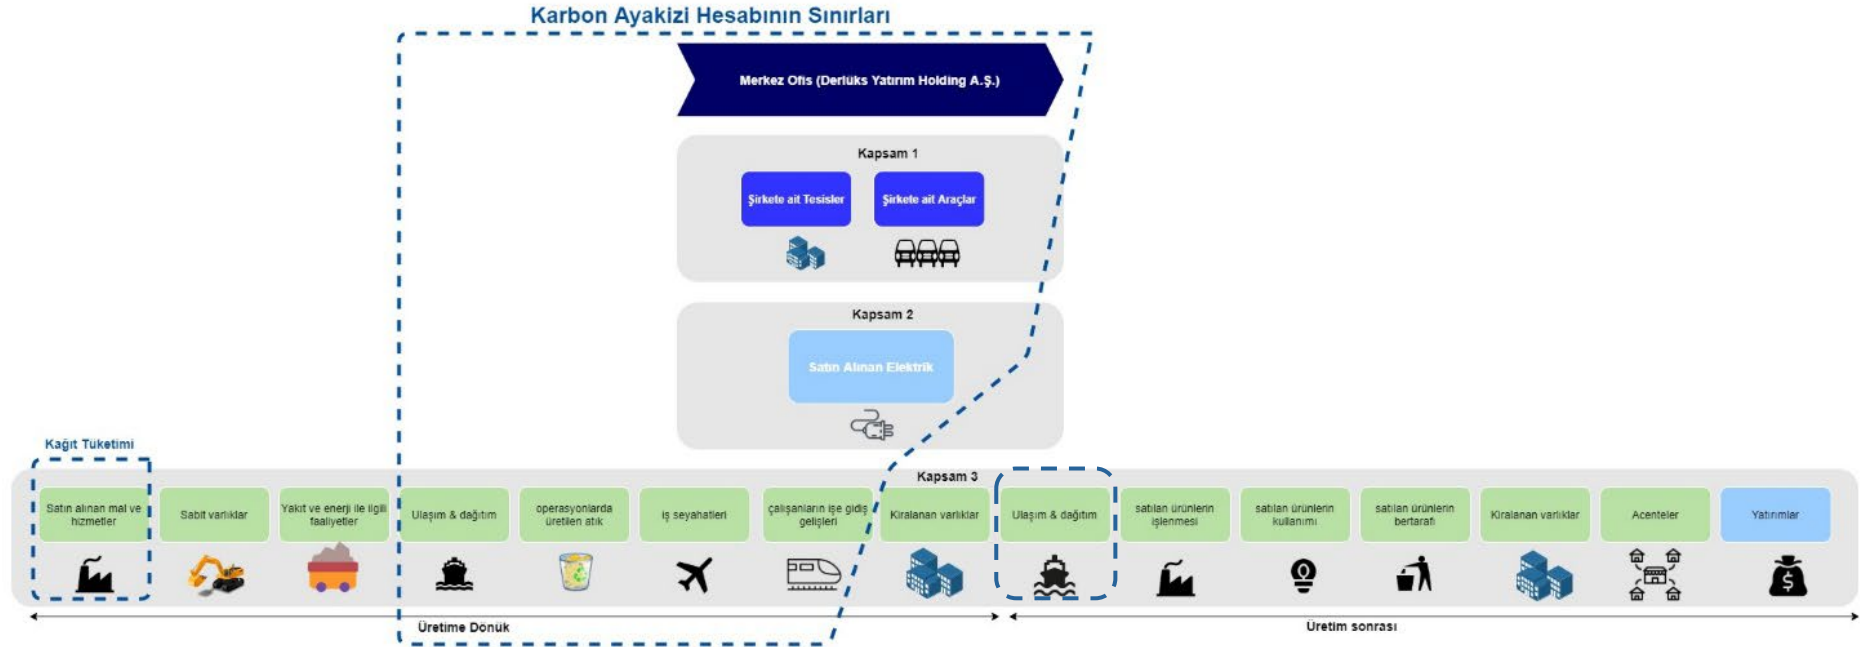 Karbon Ayakizi Hesabının Sınırları
Merkez Ofis (Derlüks Yatırım Holding A.Ş.)
Kapsam 1
Şirkete ait Tesisler
Şirkete ait Araçlar
Kapsam 2
Satın Alınan Elektrik
Kağıt Tüketimi
Kapsam 3
Satın alınan mal ve
hizmetler
Sabit varlıklar
Yakıt ve enerji ile ilgili
faaliyetler
Ulaşım & dağıtım
operasyonlarda
üretilen atık
iş seyahatleri
çalışanların işe gidiş
gelişleri
Kiralanan varlıklar
Ulaşım & dağıtım
satılan ürünlerin
işlenmesi
satılan ürünlerin
kullanımı
satılan ürünlerin
bertarafı
Kiralanan varlıklar
Acenteler
Yatırımlar
$
Üretime Dönük
Üretim sonrası